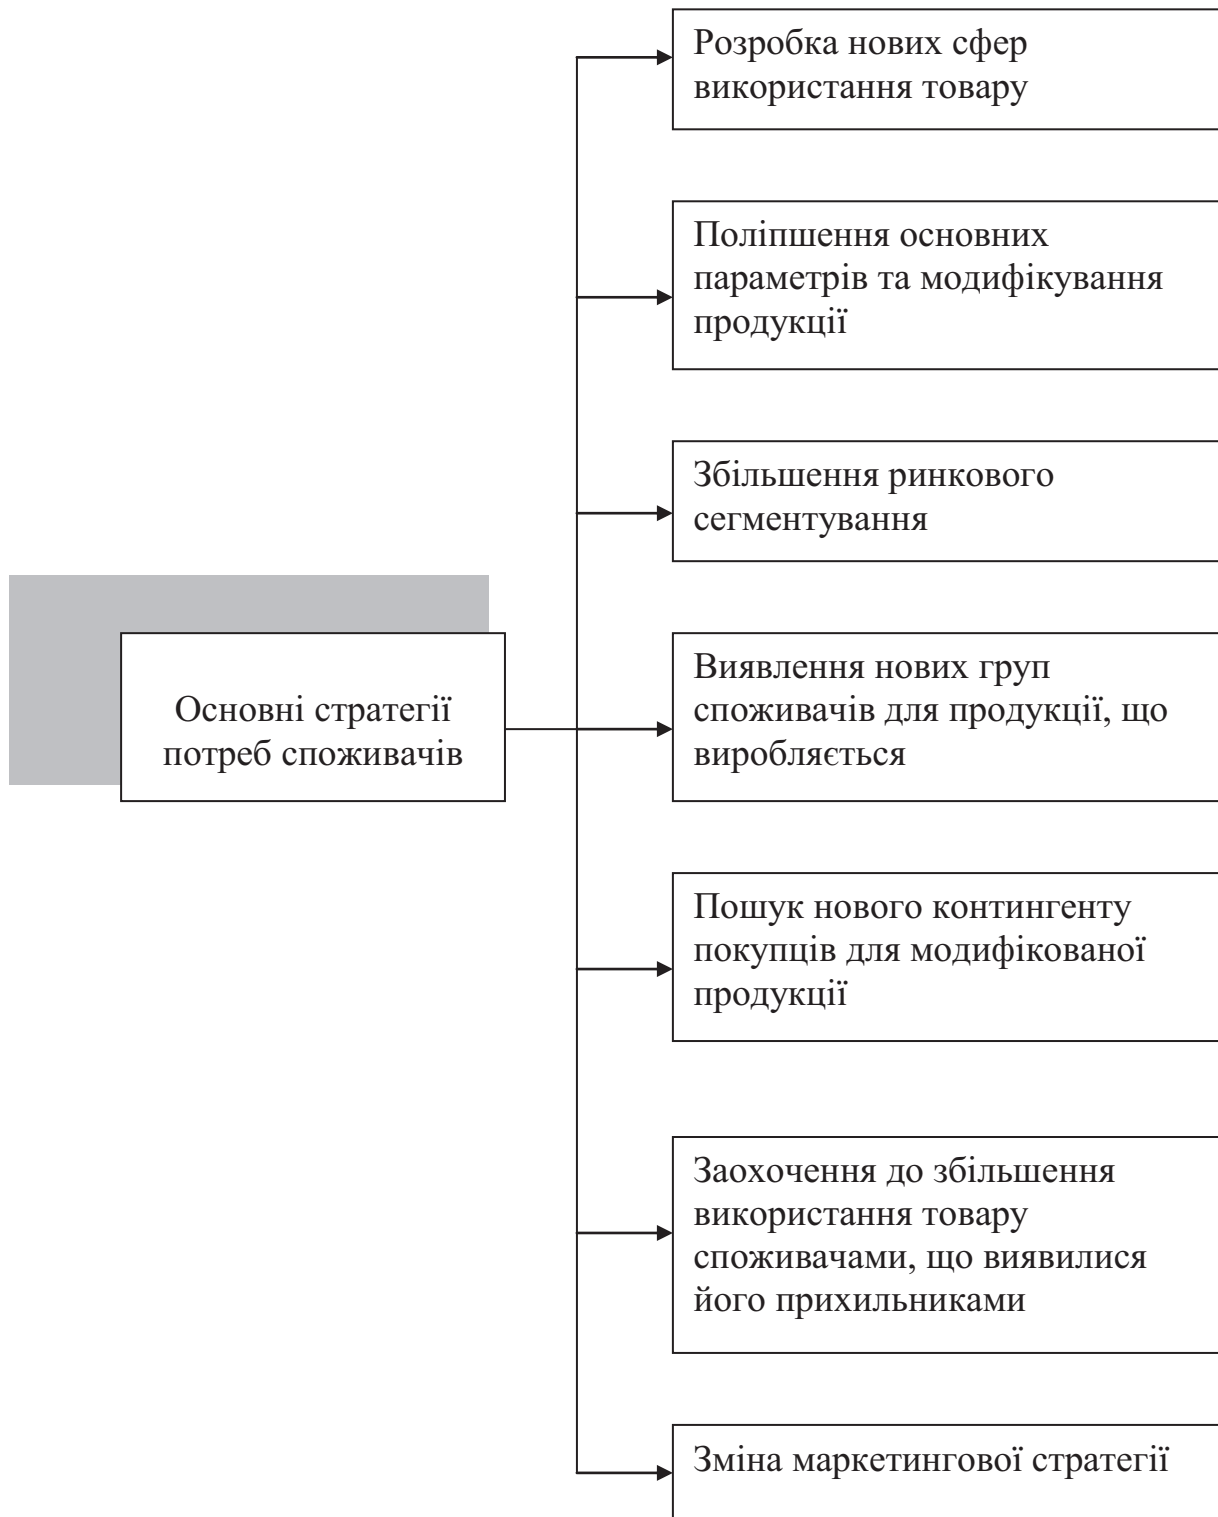 Розробка нових сфер
використання товару
Поліпшення основних
параметрів та модифікування
продукції
Збільшення ринкового
сегментування
Основні стратегії
потреб споживачів
Виявлення нових груп
споживачів для продукції, що
виробляється
Пошук нового контингенту
покупців для модифікованої
продукції
Заохочення до збільшення
використання товару
споживачами, що виявилися
його прихильниками
Зміна маркетингової стратегії